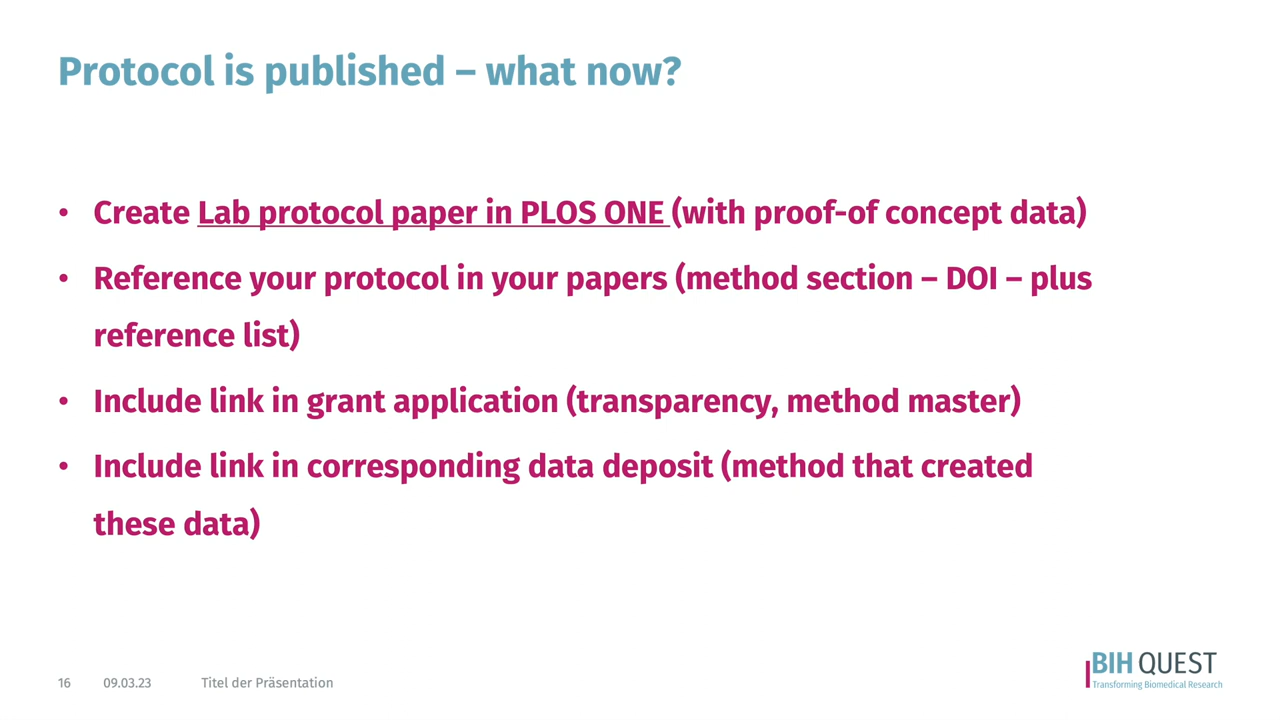 Protocol is published – what now?
• Create Lab protocol paper in PLOS ONE (with proof-of concept data)
• Reference your protocol in your papers (method section – DOI – plus
reference list)
• Include link in grant application (transparency, method master)
• Include link in corresponding data deposit (method that created
these data)
16 09.03.23 Titel der Präsentation
BIH QUEST
Transforming Biomedical Research